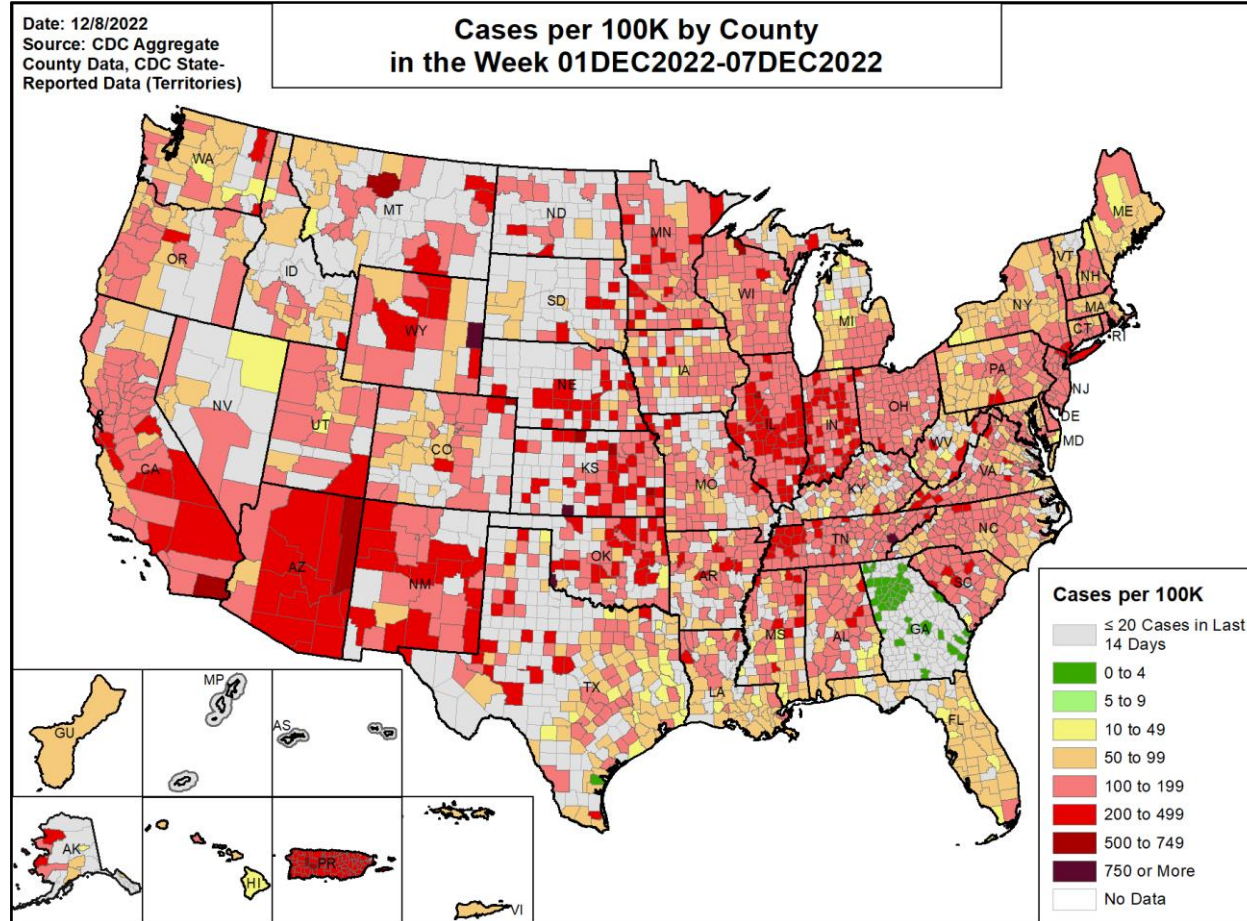 Date: 12/8/2022
Source: CDC Aggregate
County Data, CDC State-
Reported Data (Territories)
Cases per 100K by County
in the Week 01DEC2022-07DEC2022
WA
MT
ND
MN
ME
OR
ID
SD
WI
MI
VT
NH
NY
MA
CT
RI
WY
IA
NE
PA
NJ
NV
UT
CO
IL
IN
OH
DE
MD
WV
VA
CA
KS
MO
KY
NC
AZ
NM
OK
AR
TN
SC
MS
AL
GA
TX
LA
FL
GU
MP
AS
AK
HI
PR
VI
Cases per 100K
≤ 20 Cases in Last
14 Days
0 to 4
5 to 9
10 to 49
50 to 99
100 to 199
200 to 499
500 to 749
750 or More
No Data